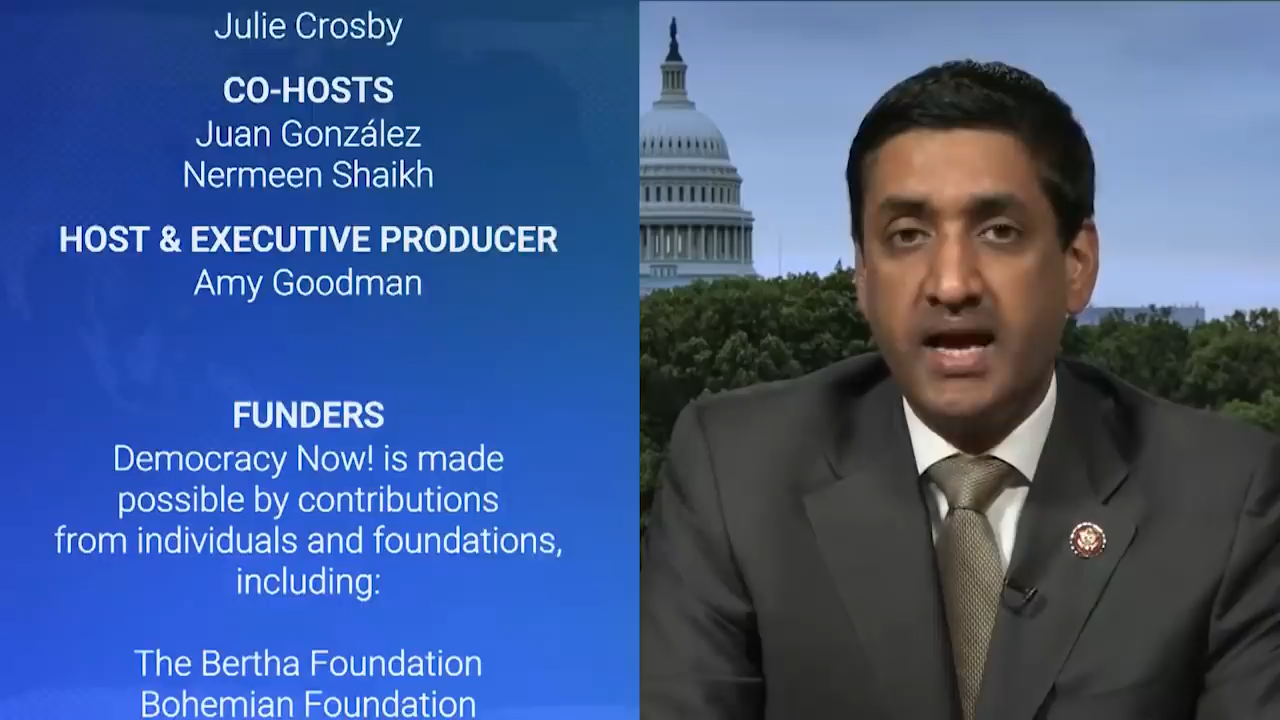 Julie Crosby
CO-HOSTS
Juan González
Nermeen Shaikh
HOST & EXECUTIVE PRODUCER
Amy Goodman
FUNDERS
Democracy Now! is made
possible by contributions
from individuals and foundations,
including:
The Bertha Foundation
Bohemian Foundation